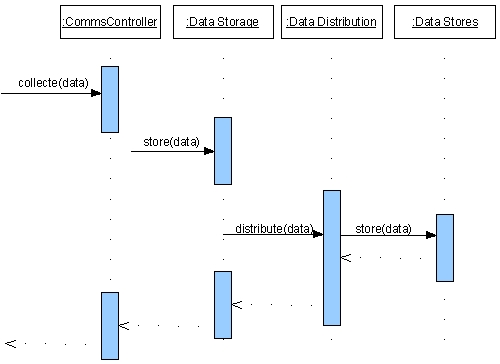 :CommsController :Data Storage :Data Distribution :Data Stores
collecte(data)
store(data)
distribute(data) store(data)